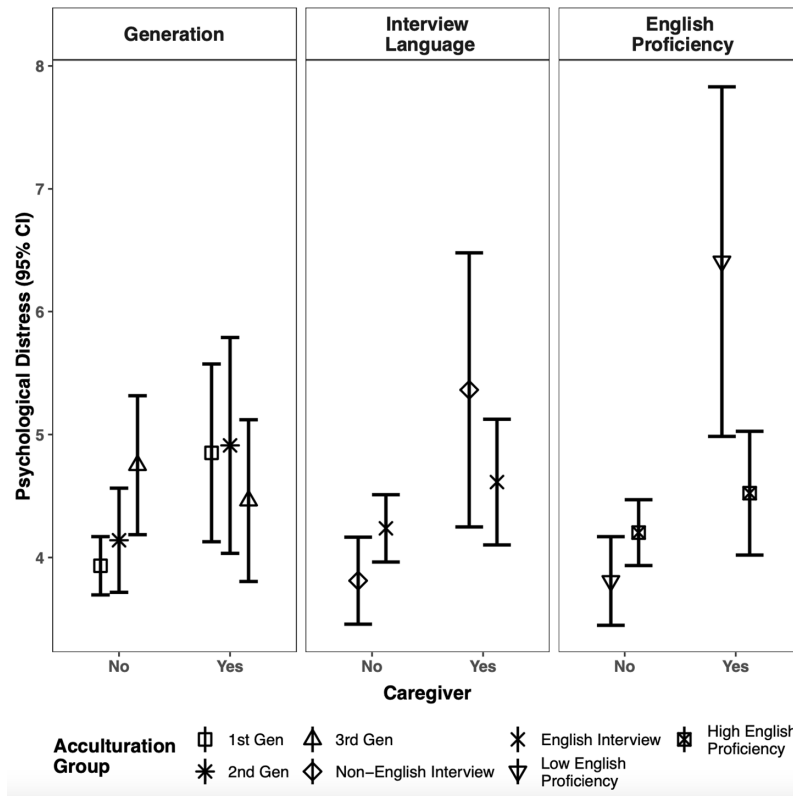 Generation
Interview
Language
English
Proficiency
Psychological Distress (95% CI)
8
7
6
5
4
No
Yes
No
Yes
No
Yes
Caregiver
Acculturation
Group
1st Gen
2nd Gen
3rd Gen
Non−English Interview
English Interview
Low English
Proficiency
High English
Proficiency